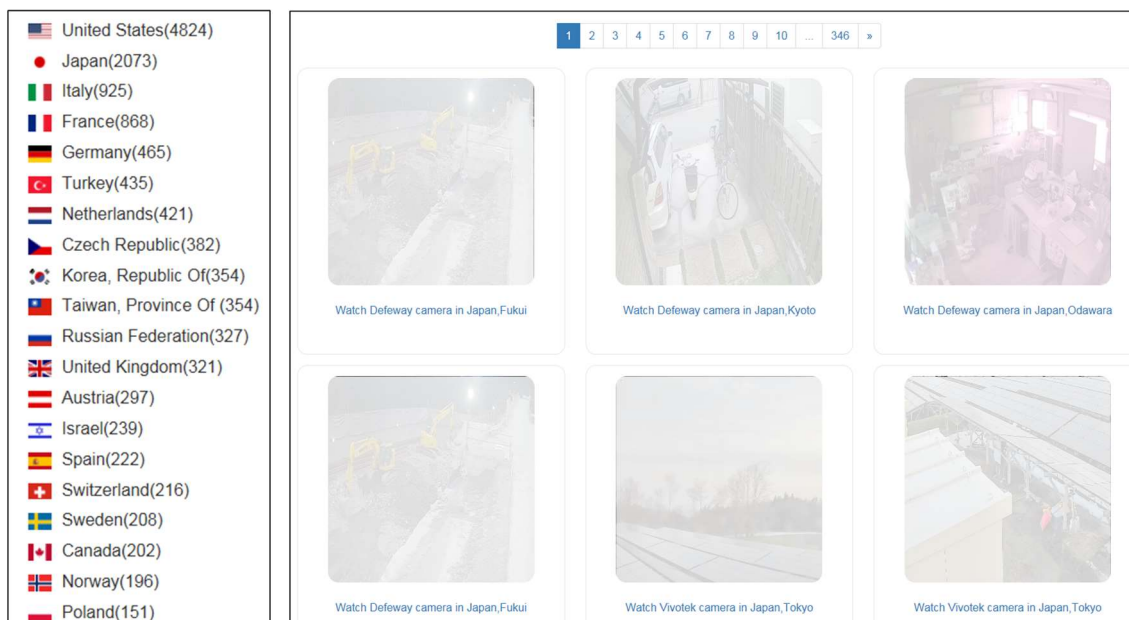 United States(4824)
Japan(2073)
Italy(925)
France(868)
Germany(465)
Turkey(435)
Netherlands(421)
Czech Republic(382)
Korea, Republic Of(354)
Taiwan, Province Of (354)
Russian Federation(327)
United Kingdom(321)
Austria(297)
Israel(239)
Spain(222)
Switzerland(216)
Sweden(208)
Canada(202)
Norway(196)
Poland(151)
1 2 3 4 5 6 7 8 9 10 ... 346 »
Watch Defeway camera in Japan,Fukui
Watch Defeway camera in Japan,Kyoto
Watch Defeway camera in Japan,Odawara
Watch Defeway camera in Japan,Fukui
Watch Vivotek camera in Japan,Tokyo
Watch Vivotek camera in Japan,Tokyo